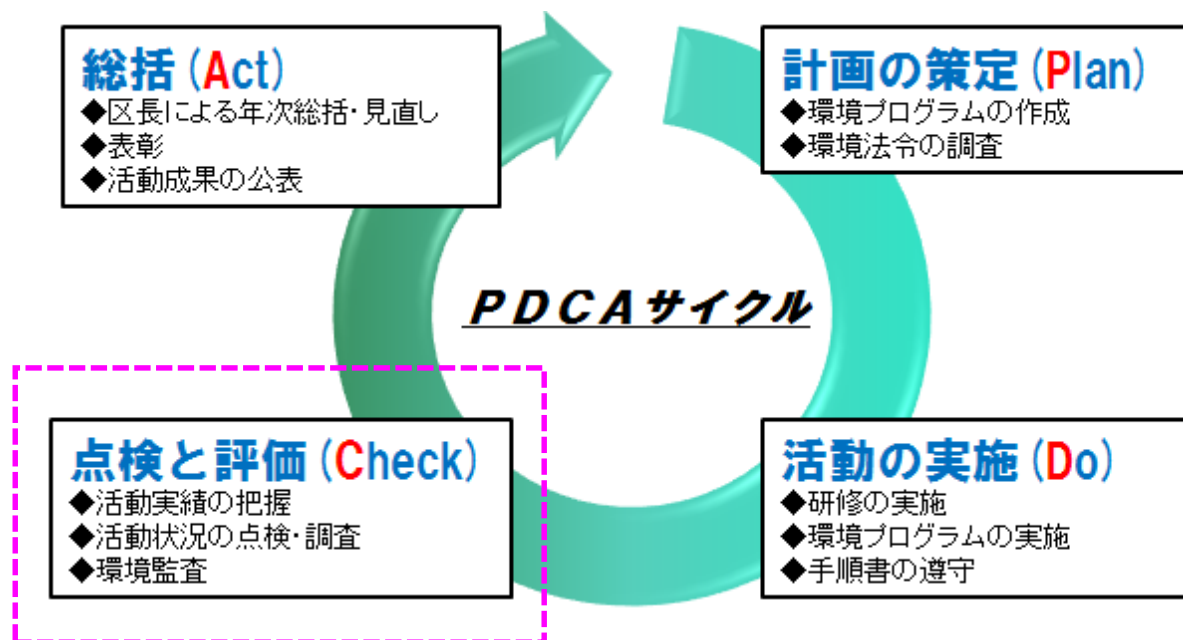 総括(Act)
◆区長による年次総括・見直し
◆表彰
◆活動成果の公表
計画の策定(Plan)
◆環境プログラムの作成
◆環境法令の調査
PDCAサイクル
点検と評価(Check)
◆活動実績の把握
◆活動状況の点検・調査
◆環境監査
活動の実施(Do)
◆研修の実施
◆環境プログラムの実施
◆手順書の遵守